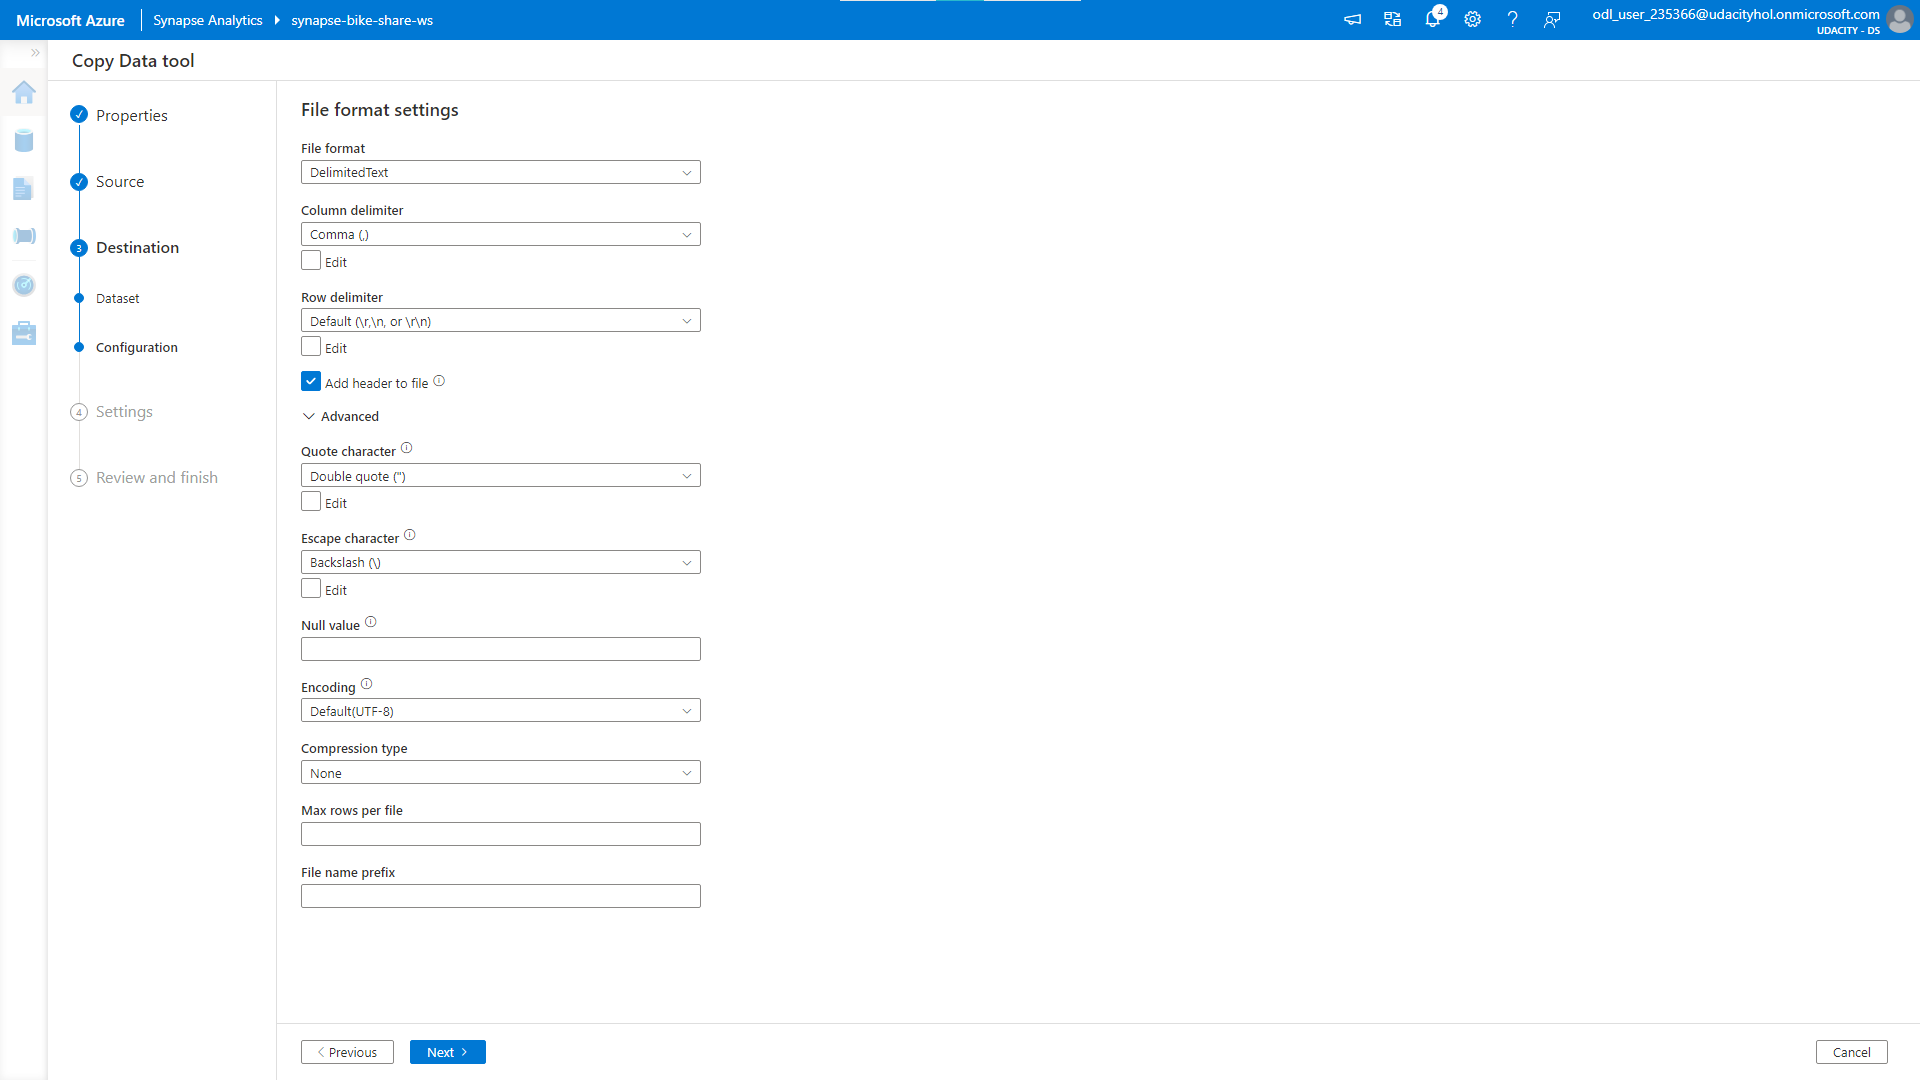 Microsoft Azure
Synapse Analytics
synapse-bike-share-ws
4
odl_user_235366@udacityhol.onmicrosoft.com
UDACITY - DS
Copy Data tool
Properties
Source
3 Destination
Dataset
Configuration
4 Settings
5 Review and finish
File format settings
File format
DelimitedText
Column delimiter
Comma (,)
Edit
Row delimiter
Default (\r,\n, or \r\n)
Edit
Add header to file
Advanced
Quote character
Double quote (")
Edit
Escape character
Backslash (\)
Edit
Null value
Encoding
Default(UTF-8)
Compression type
None
Max rows per file
File name prefix
Previous
Next
Cancel